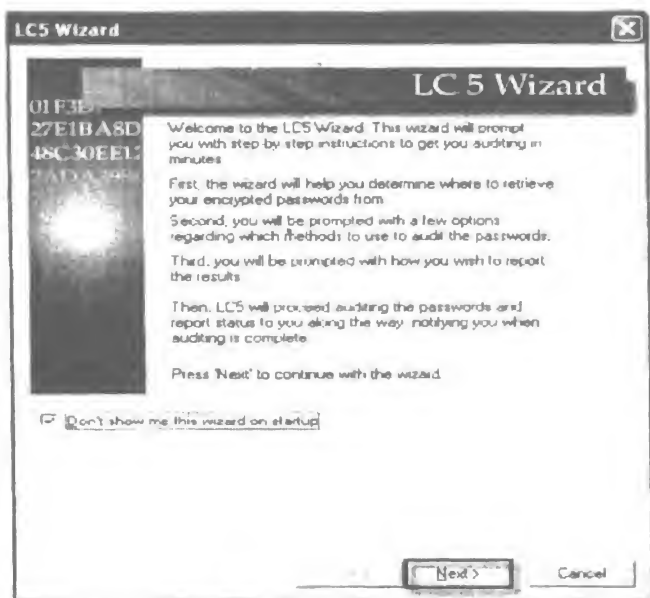 LC5 Wizard
LC 5 Wizard
01F3B
27E1BA8D
48C30EE12
Welcome to the LC5 Wizard. This wizard will prompt
you with step by step instructions to get you auditing in
minutes
First, the wizard will help you determine where to retrieve
your encrypted passwords from
Second, you will be prompted with a few options
regarding which methods to use to audit the passwords.
Third, you will be prompted with how you wish to report
the results
Then, LC5 will proceed auditing the passwords and
report status to you along the way, notifying you when
auditing is complete
Press 'Next' to continue with the wizard
Don't show me this wizard on startup
Next >
Cancel